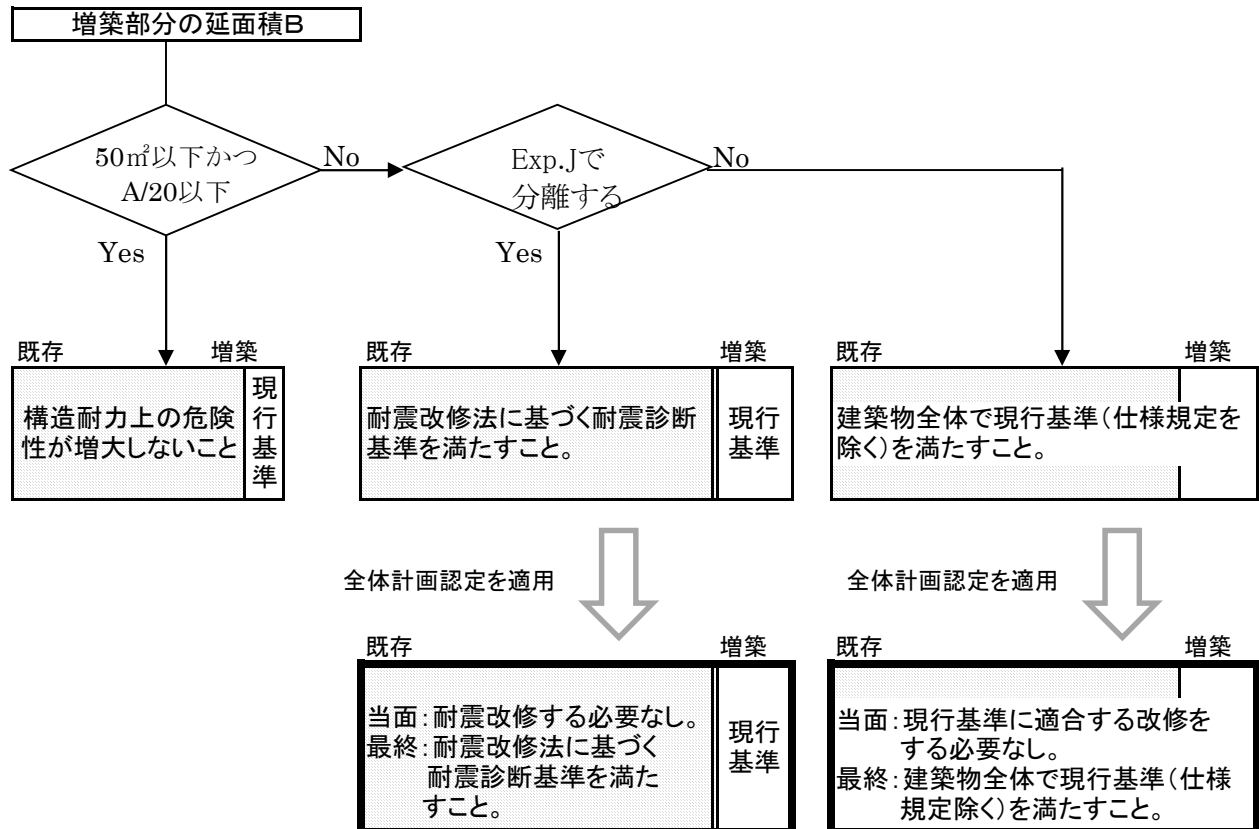 増築部分の延面積B
50㎡以下かつ
A/20以下
No
Exp.Jで
分離する
No
Yes
Yes
既存
増築
構造耐力上の危険
性が増大しないこと
現
行
基
準
既存
増築
耐震改修法に基づく耐震診断
基準を満たすこと。
現行
基準
既存
増築
建築物全体で現行基準(仕様規定を
除く)を満たすこと。
全体計画認定を適用
全体計画認定を適用
既存
増築
当面:耐震改修する必要なし。
最終:耐震改修法に基づく
耐震診断基準を満た
すこと。
現行
基準
既存
増築
当面:現行基準に適合する改修を
する必要なし。
最終:建築物全体で現行基準(仕様
規定除く)を満たすこと。